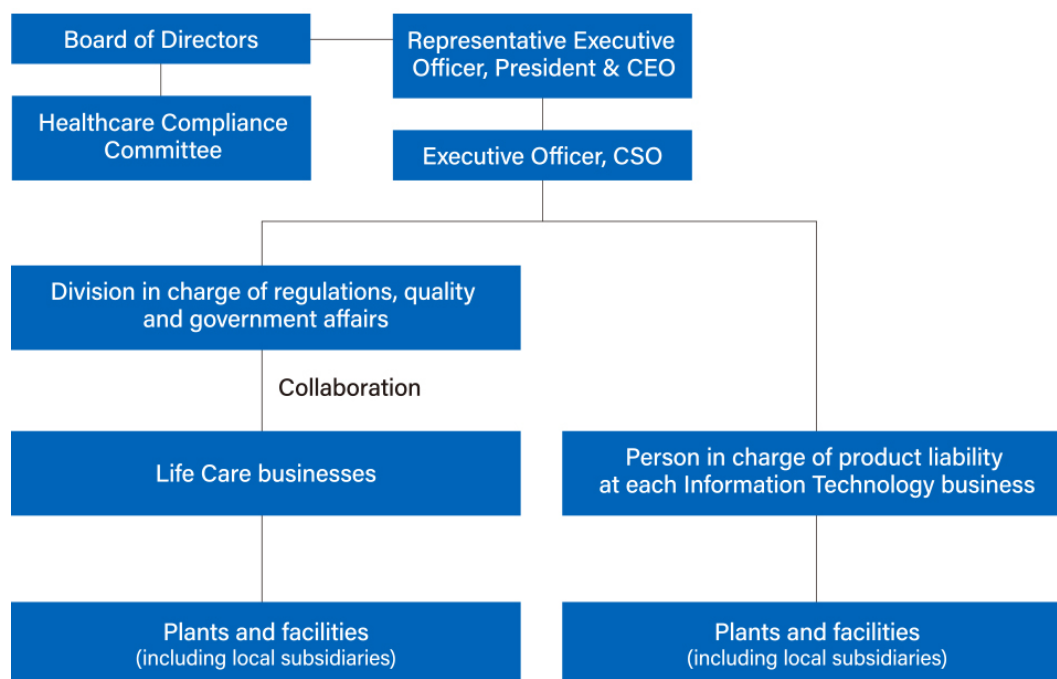 Board of Directors
Representative Executive
Officer, President & CEO
Healthcare Compliance
Committee
Executive Officer, CSO
Division in charge of regulations, quality
and government affairs
Collaboration
Life Care businesses
Person in charge of product liability
at each Information Technology business
Plants and facilities
(including local subsidiaries)
Plants and facilities
(including local subsidiaries)